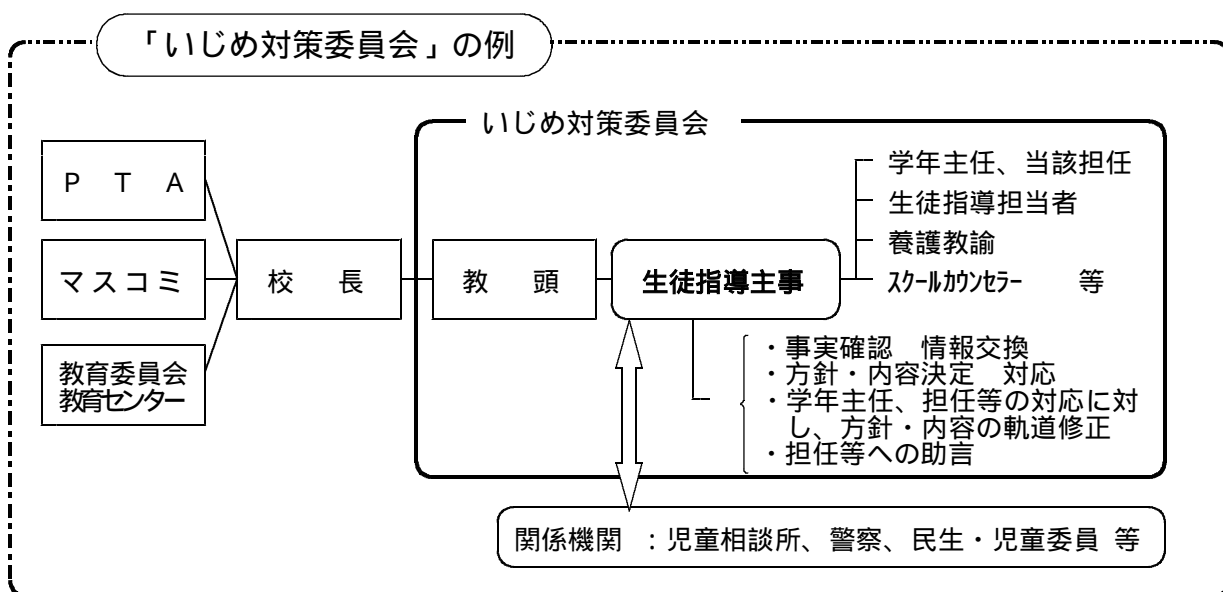 「いじめ対策委員会」の例
いじめ対策委員会
P T A
マスコミ
教育委員会
教育センター
校 長
教 頭
生徒指導主事
学年主任、当該担任
生徒指導担当者
養護教諭
スクールカウンセラー 等
・事実確認 情報交換
・方針・内容決定 対応
・学年主任、担任等の対応に対
し、方針・内容の軌道修正
・担任等への助言
関係機関 :児童相談所、警察、民生・児童委員 等